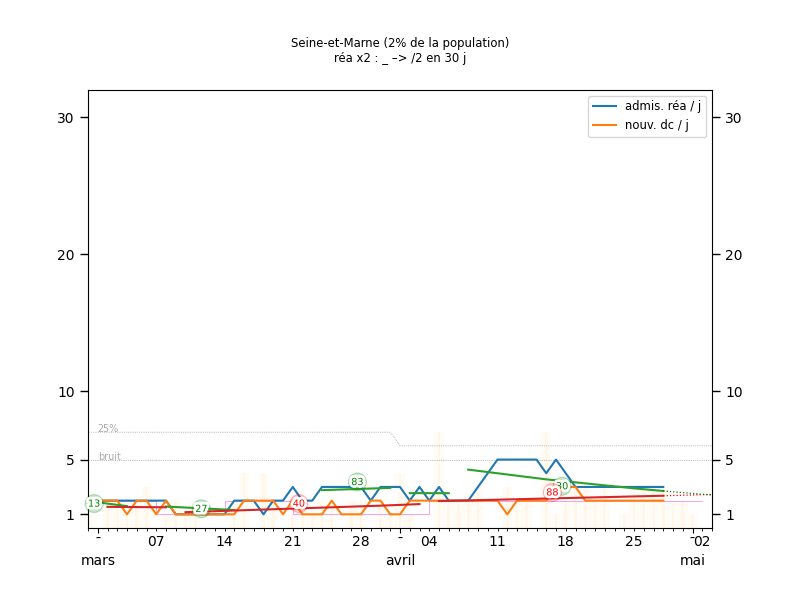 Seine-et-Marne (2% de la population)
réa x2 : _ –> /2 en 30 j
admis. réa / j
nouv. dc / j
30
30
20
20
10
10
25%
bruit
5
5
83
30
88
13
27
40
1
1
- 07 14 21 28 - 04 11 18 25 - 02
mars avril mai